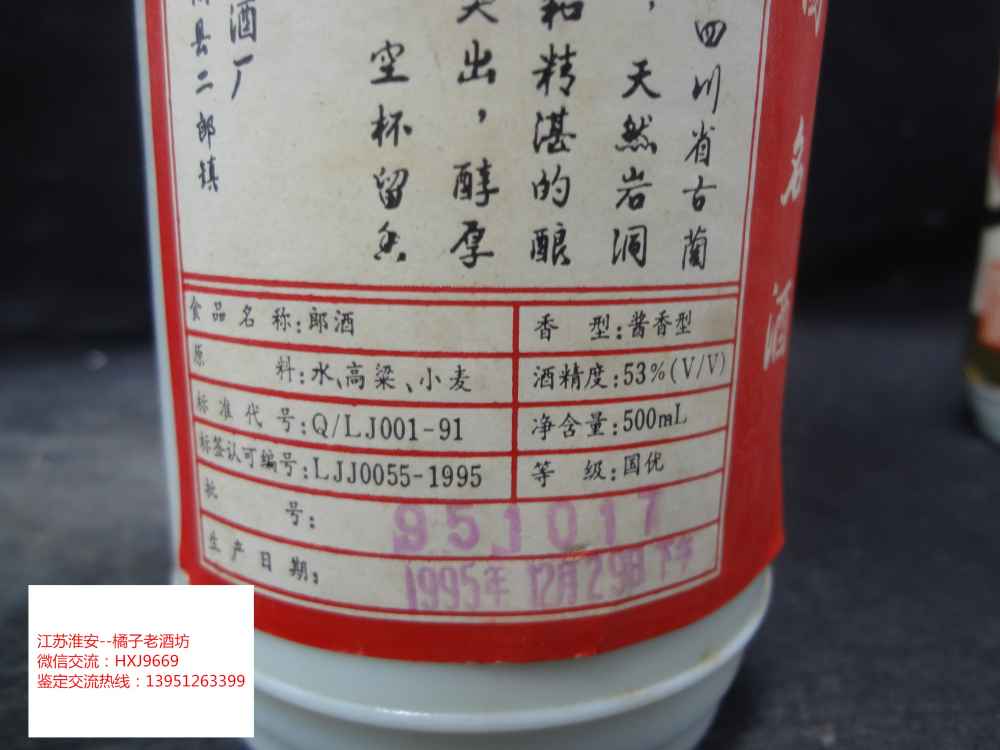 四川省古蔺
，天然岩洞
和精湛的酿
出，醇厚
空杯留香
酒厂
县二郎镇
名酒
食品名称:郎酒
香型:酱香型
原料:水、高粱、小麦
酒精度:53%(V/V)
标准代号:Q/LJ001-91
净含量:500mL
标签认可编号:LJJ0055-1995
等级:国优
批号:
951017
生产日期:
1995年12月29日下午
江苏淮安--橘子老酒坊
微信交流：HXJ9669
鉴定交流热线：13951263399